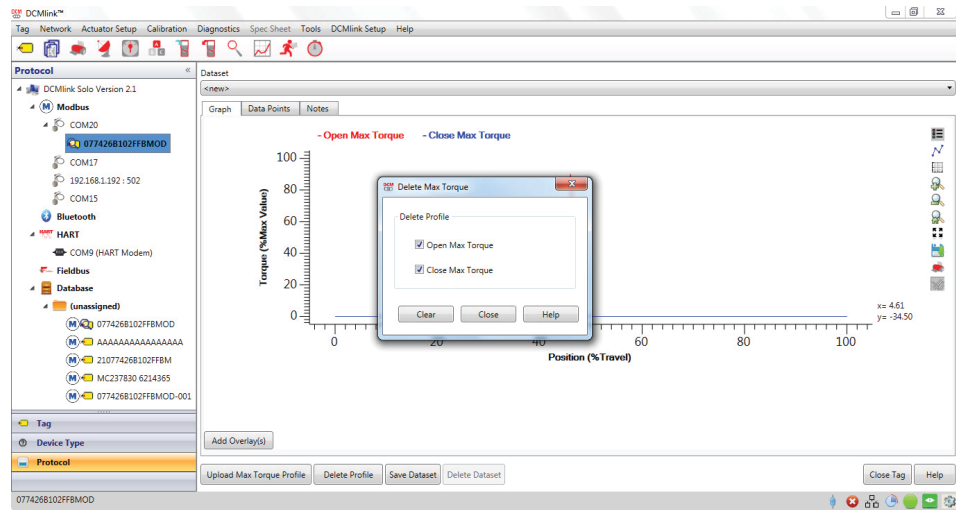 DCMlink™
Tag Network Actuator Setup Calibration Diagnostics Spec Sheet Tools DCMlink Setup Help
Protocol «
DCMlink Solo Version 2.1
M Modbus
COM20
077426B102FFBMOD
COM17
192.168.1.192 : 502
COM15
Bluetooth
HART
COM9 (HART Modem)
Fieldbus
Database
(unassigned)
M 077426B102FFBMOD
M AAAAAAAAAAAAAAAA
M 21077426B102FFBM
M MC237830 6214365
M 077426B102FFBMOD-001
Tag
Device Type
Protocol
Dataset
<new>
Graph Data Points Notes
- Open Max Torque - Close Max Torque
Torque (%Max Value)
100
80
60
40
20
0
0 20 40 60 80 100
Position (%Travel)
x= 4.61
y= -34.50
Delete Max Torque
Delete Profile
Open Max Torque
Close Max Torque
Clear Close Help
Add Overlay(s)
Upload Max Torque Profile Delete Profile Save Dataset Delete Dataset Close Tag Help
077426B102FFBMOD